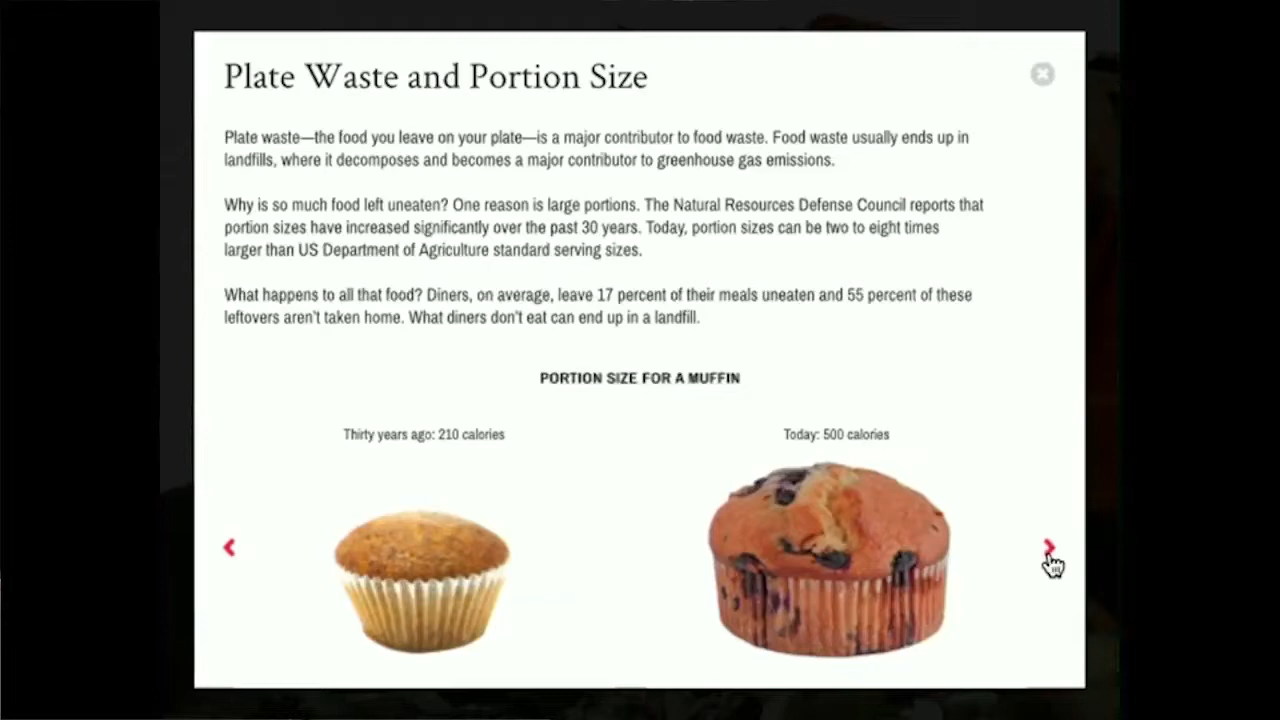 Plate Waste and Portion Size
Plate waste—the food you leave on your plate—is a major contributor to food waste. Food waste usually ends up in
landfills, where it decomposes and becomes a major contributor to greenhouse gas emissions.
Why is so much food left uneaten? One reason is large portions. The Natural Resources Defense Council reports that
portion sizes have increased significantly over the past 30 years. Today, portion sizes can be two to eight times
larger than US Department of Agriculture standard serving sizes.
What happens to all that food? Diners, on average, leave 17 percent of their meals uneaten and 55 percent of these
leftovers aren't taken home. What diners don't eat can end up in a landfill.
PORTION SIZE FOR A MUFFIN
Thirty years ago: 210 calories
Today: 500 calories